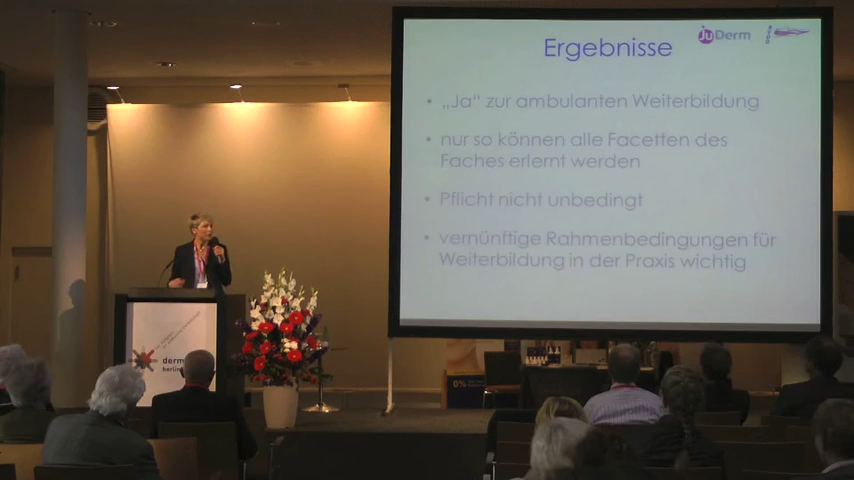 Ergebnisse
JuDerm
• „Ja“ zur ambulanten Weiterbildung
• nur so können alle Facetten des
Faches erlernt werden
• Pflicht nicht unbedingt
• vernünftige Rahmenbedingungen für
Weiterbildung in der Praxis wichtig
derm
berlin
0%